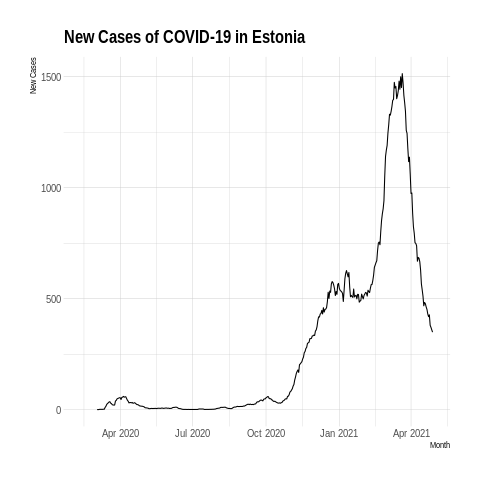 New Cases of COVID-19 in Estonia
New Cases
1500
1000
500
0
Apr 2020 Jul 2020 Oct 2020 Jan 2021 Apr 2021
Month